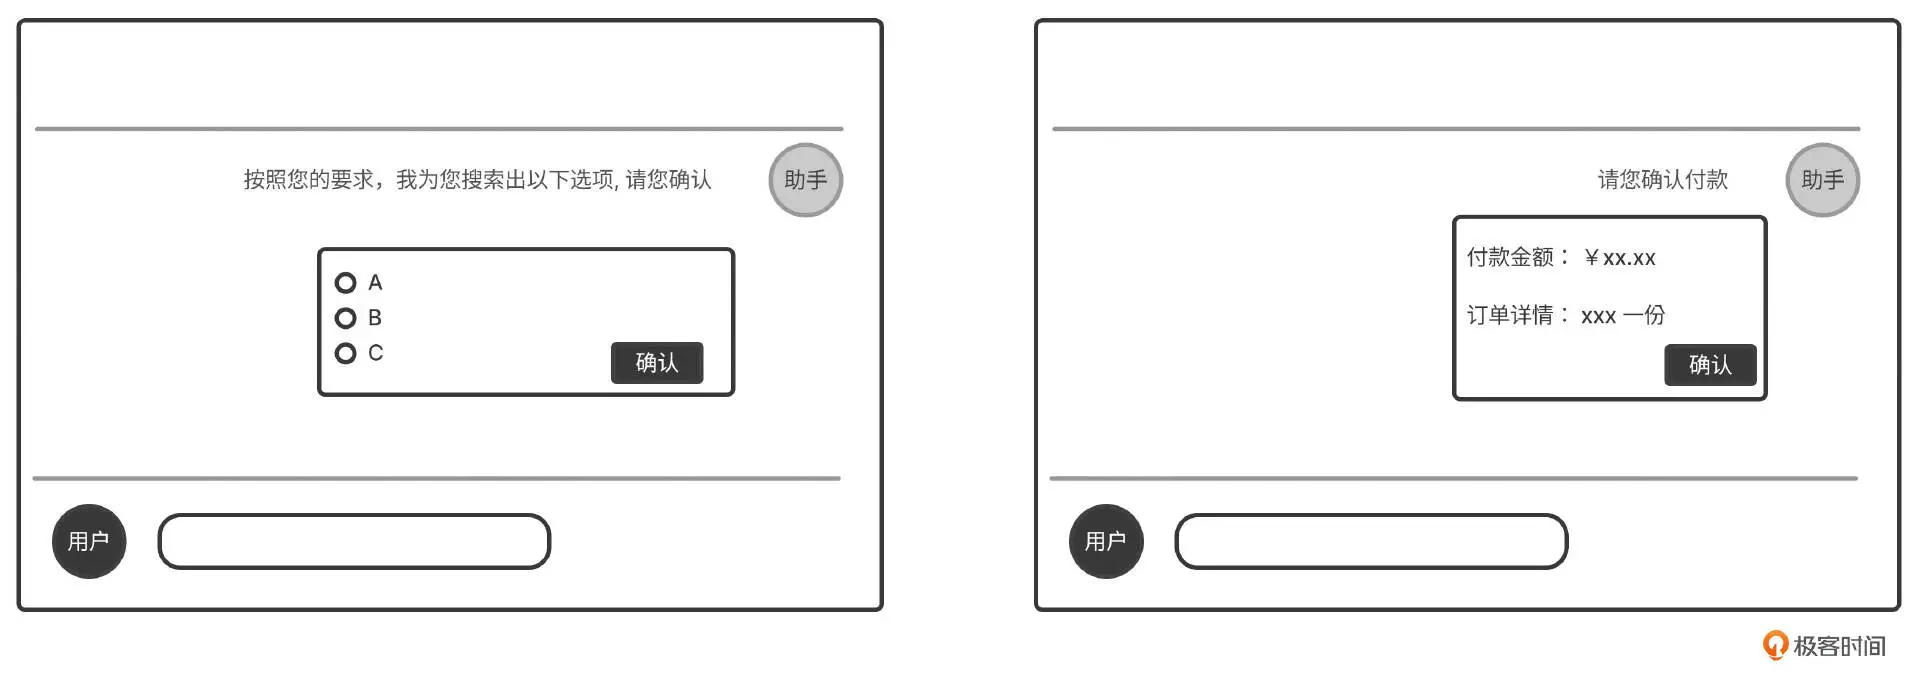 按照您的要求，我为您搜索出以下选项, 请您确认
助手
A
B
C
确认
用户
请您确认付款
助手
付款金额： ￥xx.xx
订单详情： xxx 一份
确认
用户
极客时间